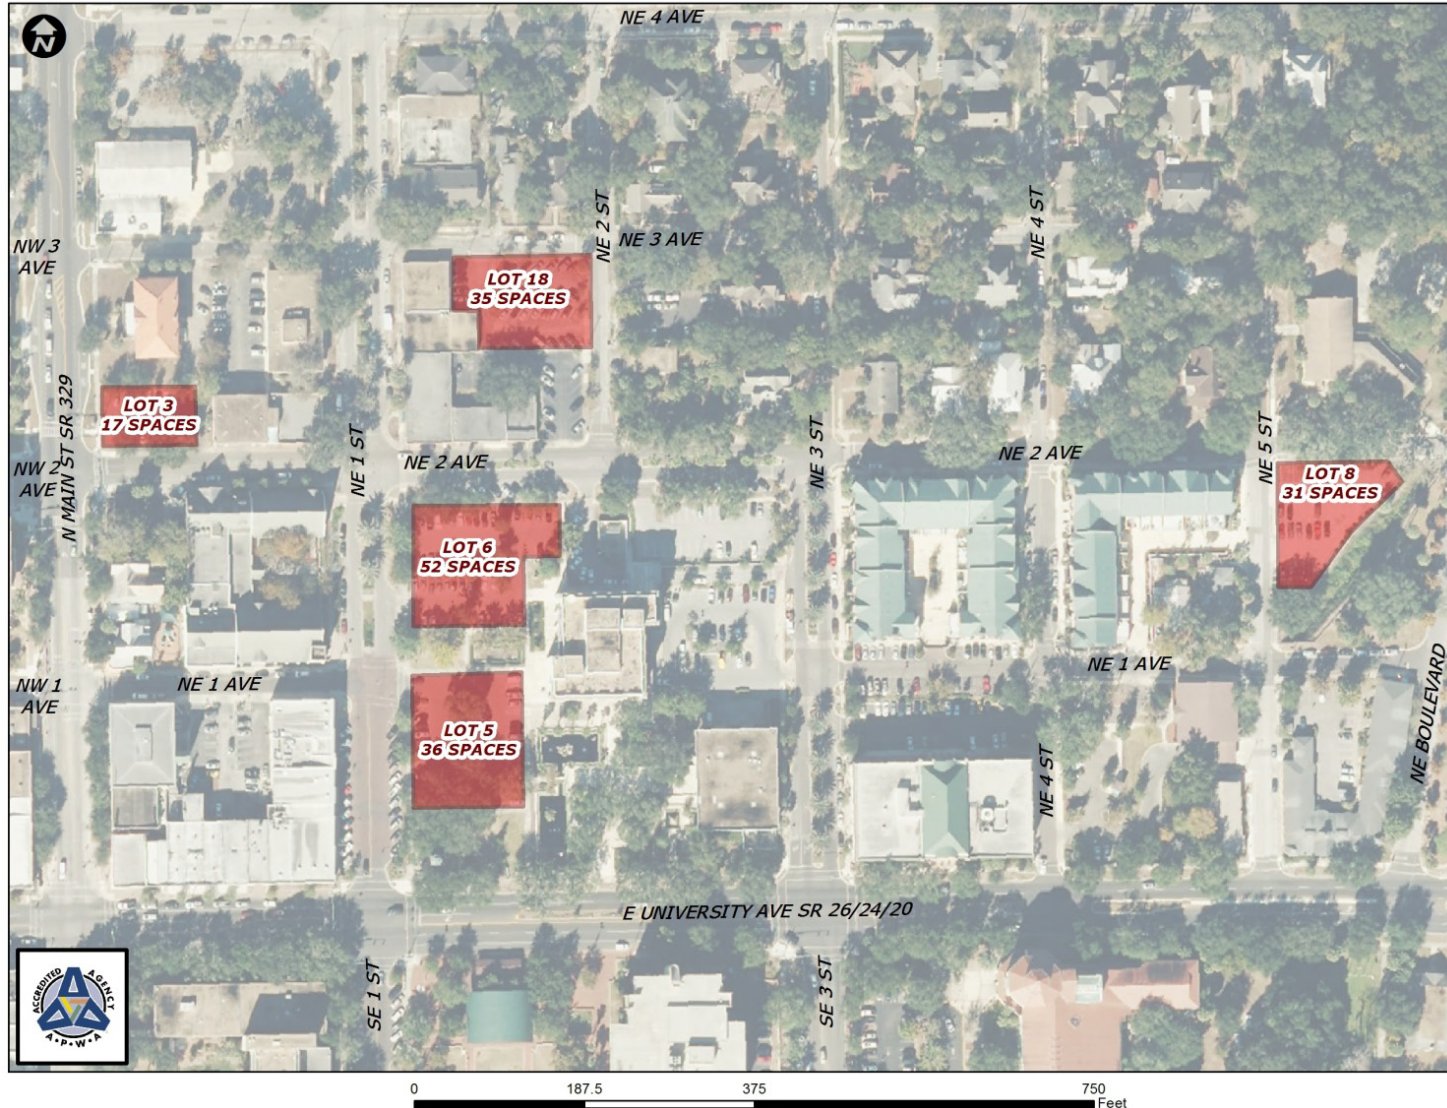 NE 4 AVE
N
NE 2 ST
NE 4 ST
NW 3
AVE
NE 3 AVE
LOT 18
35 SPACES
N MAIN ST SR 329
LOT 3
17 SPACES
NE 1 ST
NE 3 ST
NE 5 ST
NW 2
AVE
NE 2 AVE
NE 2 AVE
LOT 8
31 SPACES
LOT 6
52 SPACES
NW 1
AVE
NE 1 AVE
NE 1 AVE
NE BOULEVARD
LOT 5
36 SPACES
NE 4 ST
E UNIVERSITY AVE SR 26/24/20
SE 1 ST
SE 3 ST
ACCREDITED AGENCY
A•P•W•A
0 187.5 375 750
Feet